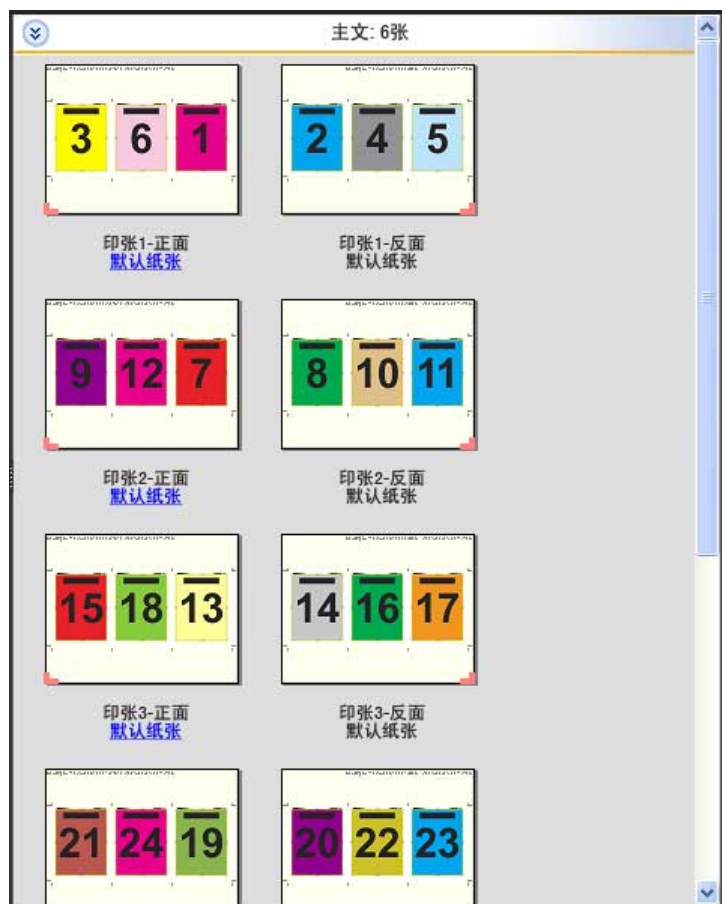 主文: 6张
3 6 1 2 4 5
印张1-正面 印张1-反面
默认纸张 默认纸张
9 12 7 8 10 11
印张2-正面 印张2-反面
默认纸张 默认纸张
15 18 13 14 16 17
印张3-正面 印张3-反面
默认纸张 默认纸张
21 24 19 20 22 23